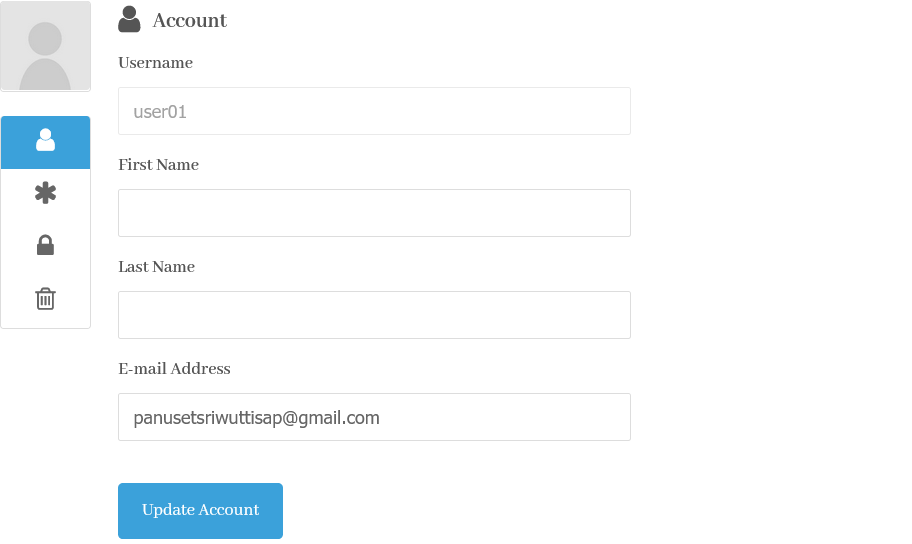 Account
Username
user01
First Name
Last Name
E-mail Address
panusetsriwuttisap@gmail.com
Update Account